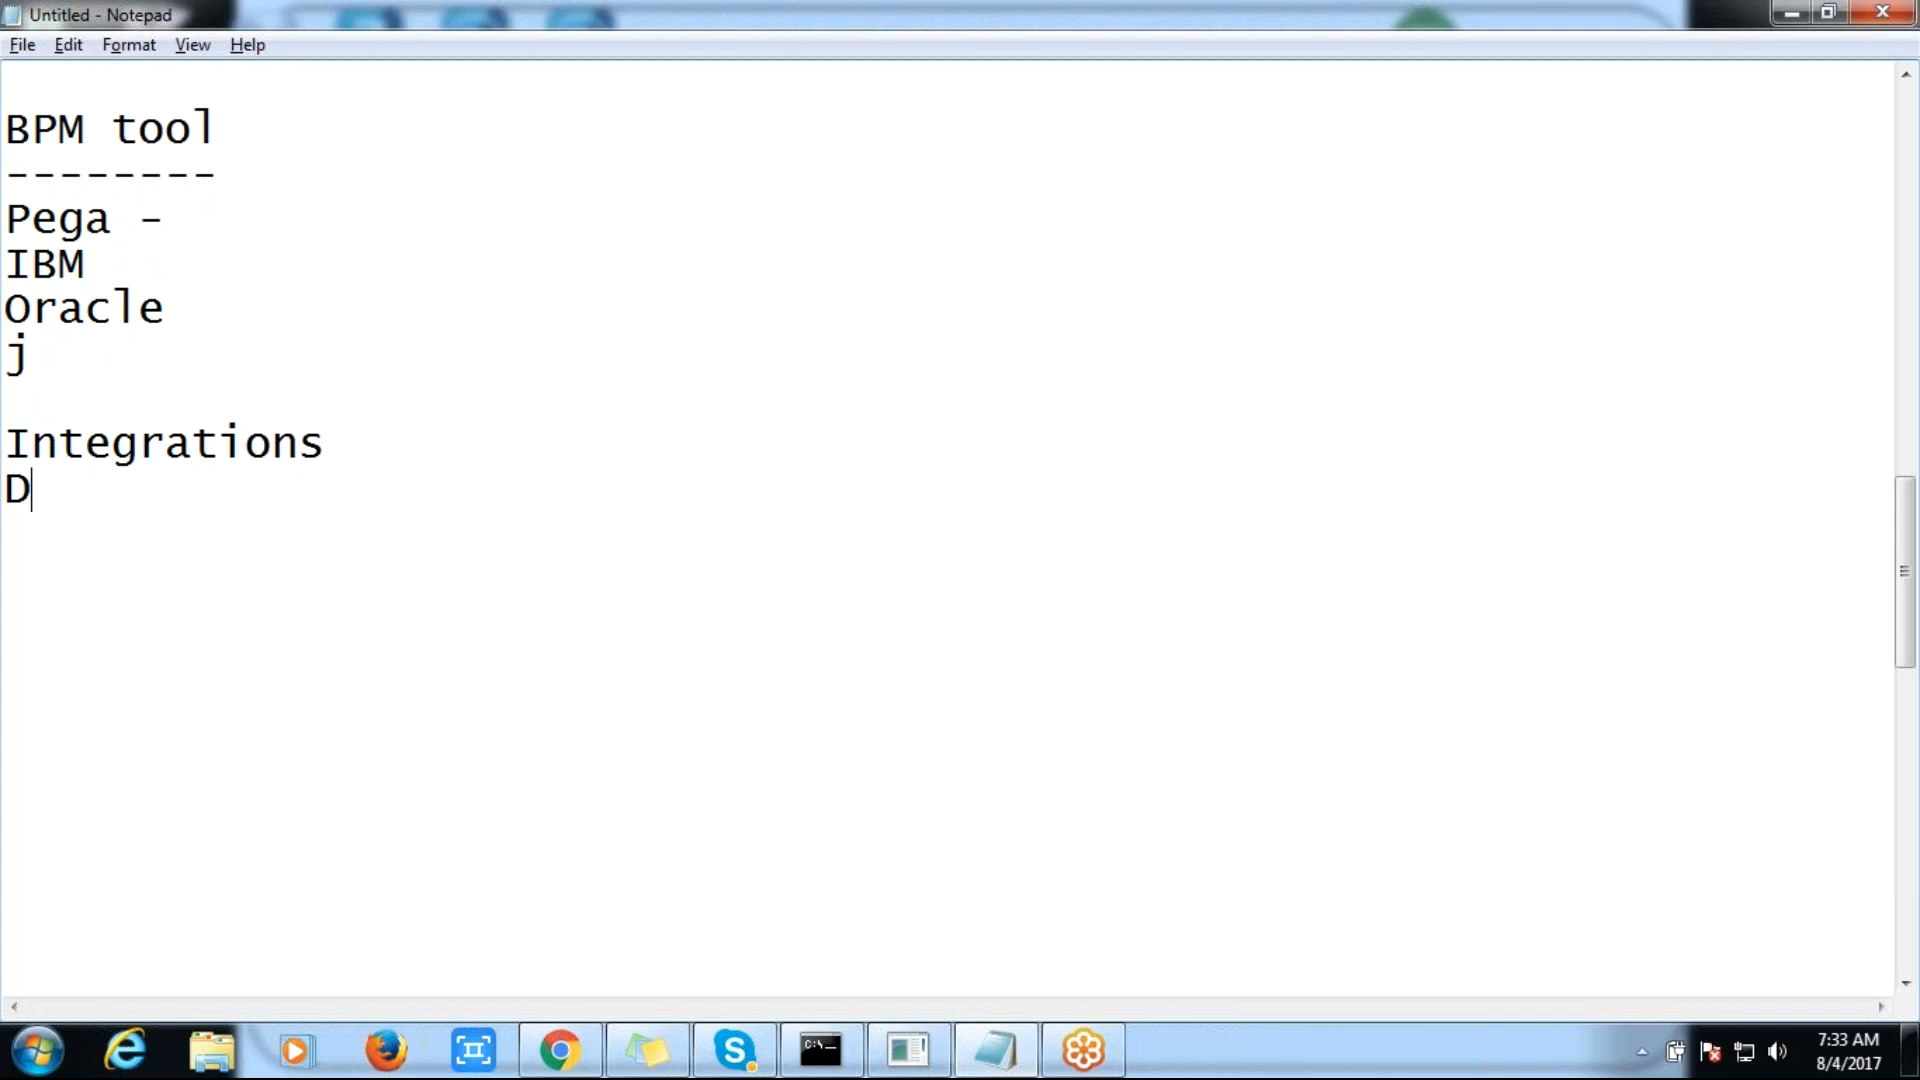 Untitled - Notepad
File Edit Format View Help
BPM tool
--------
Pega -
IBM
Oracle
j
Integrations
D
C:\_
7:33 AM
8/4/2017